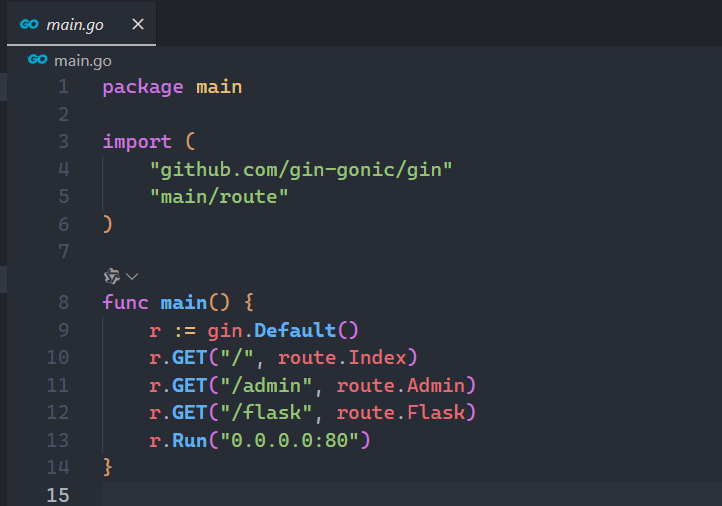 GO main.go ×
GO main.go
1 package main
2
3 import (
4 "github.com/gin-gonic/gin"
5 "main/route"
6 )
7
8 func main() {
9 r := gin.Default()
10 r.GET("/", route.Index)
11 r.GET("/admin", route.Admin)
12 r.GET("/flask", route.Flask)
13 r.Run("0.0.0.0:80")
14 }
15